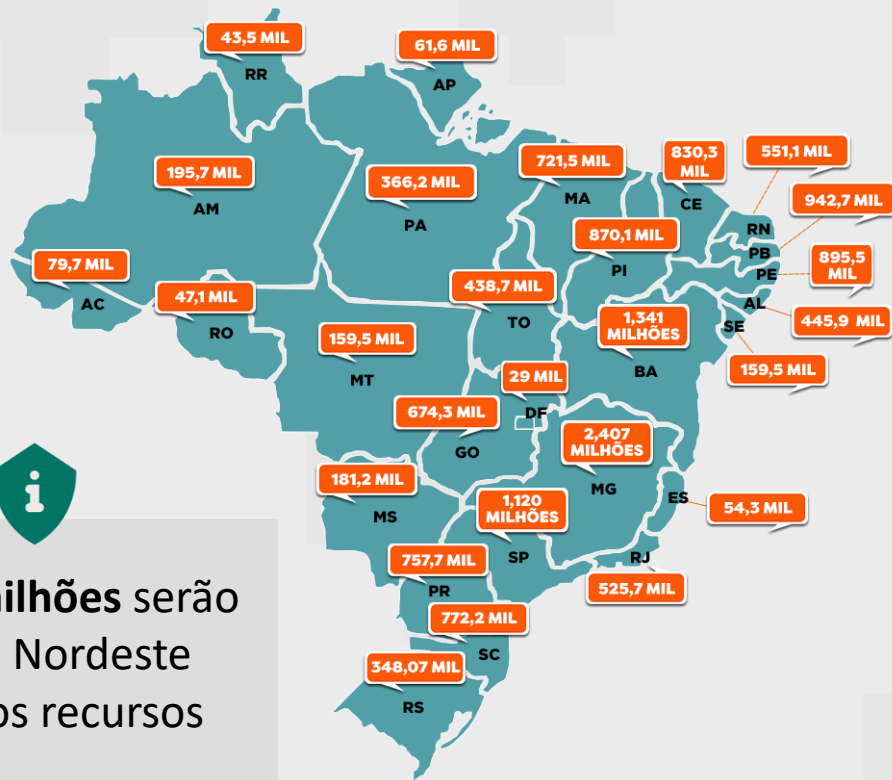 43,5 MIL
RR
61,6 MIL
AP
195,7 MIL
AM
366,2 MIL
PA
721,5 MIL
MA
830,3
MIL
CE
551,1 MIL
RN
942,7 MIL
PB
870,1 MIL
PI
895,5
MIL
PE
79,7 MIL
AC
47,1 MIL
RO
438,7 MIL
TO
1,341
MILHÕES
BA
AL
445,9 MIL
SE
159,5 MIL
159,5 MIL
MT
29 MIL
DF
674,3 MIL
GO
2,407
MILHÕES
MG
181,2 MIL
MS
1,120
MILHÕES
SP
ES
54,3 MIL
RJ
525,7 MIL
757,7 MIL
PR
772,2 MIL
SC
348,07 MIL
RS
i
serão
Nordeste
os recursos